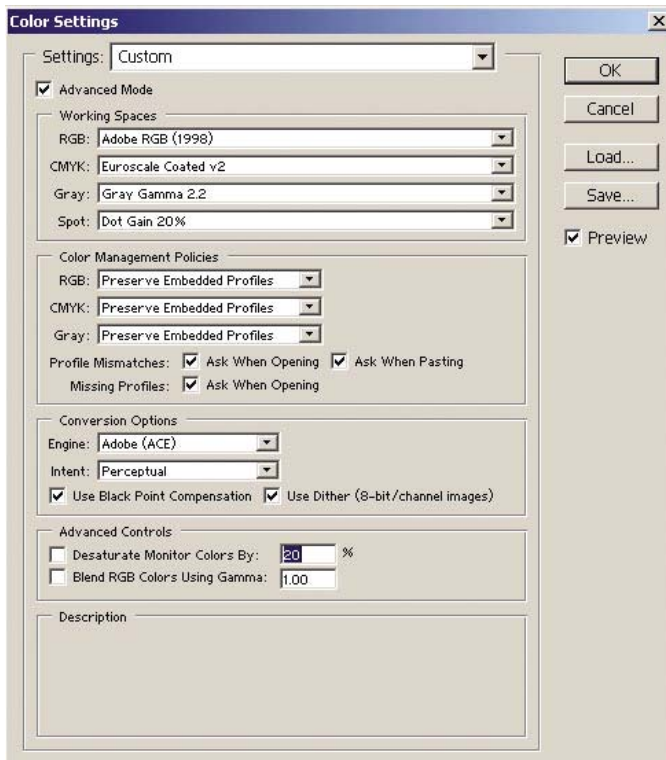 Color Settings
Settings: Custom
OK
Advanced Mode
Cancel
Working Spaces
RGB: Adobe RGB (1998)
CMYK: Euroscale Coated v2
Load...
Gray: Gray Gamma 2.2
Save...
Spot: Dot Gain 20%
Preview
Color Management Policies
RGB: Preserve Embedded Profiles
CMYK: Preserve Embedded Profiles
Gray: Preserve Embedded Profiles
Profile Mismatches: Ask When Opening Ask When Pasting
Missing Profiles: Ask When Opening
Conversion Options
Engine: Adobe (ACE)
Intent: Perceptual
Use Black Point Compensation Use Dither (8-bit/channel images)
Advanced Controls
Desaturate Monitor Colors By: 20 %
Blend RGB Colors Using Gamma: 1.00
Description